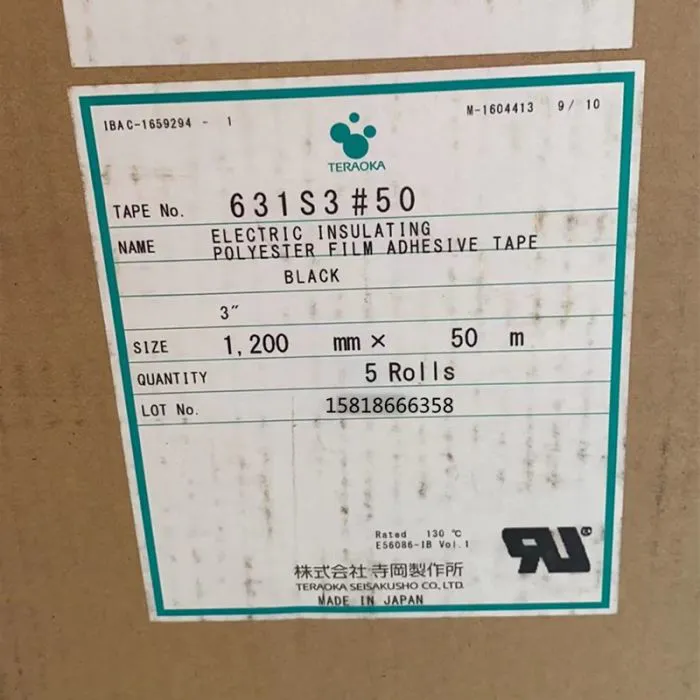 IBAC-1659294 - 1
M-1604413 9/ 10
TERAOKA
TAPE No. 631S3#50
NAME ELECTRIC INSULATING
POLYESTER FILM ADHESIVE TAPE
BLACK
3"
SIZE 1,200 mm × 50 m
QUANTITY 5 Rolls
LOT No. 15818666358
Rated 130 ℃
E56086-IB Vol.1
株式会社 寺岡製作所
TERAOKA SEISAKUSHO CO., LTD.
MADE IN JAPAN